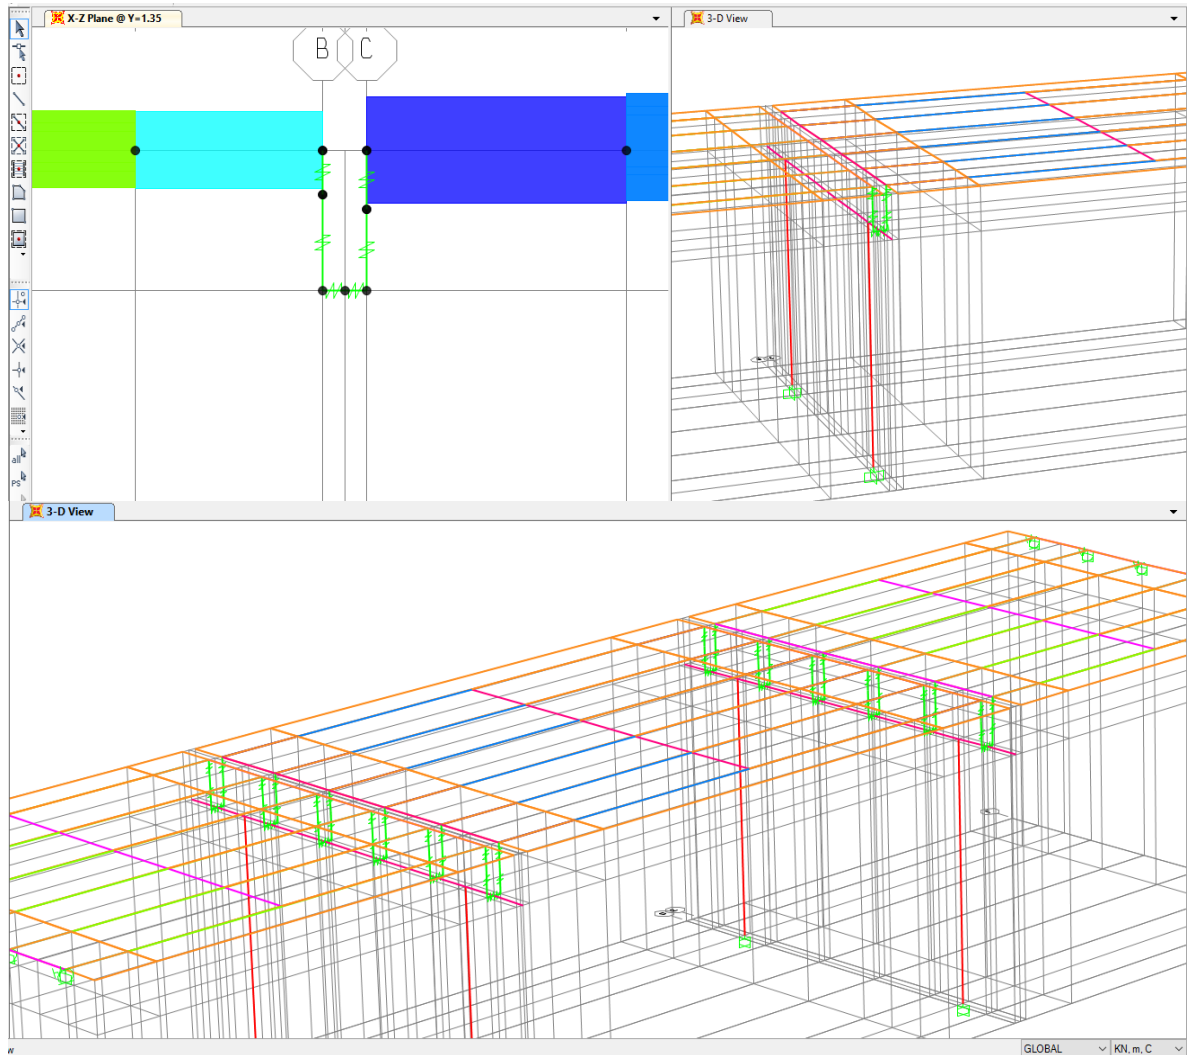 X-Z Plane @ Y=1.35
3-D View
B C
all
PS
3-D View
w
GLOBAL
KN, m, C